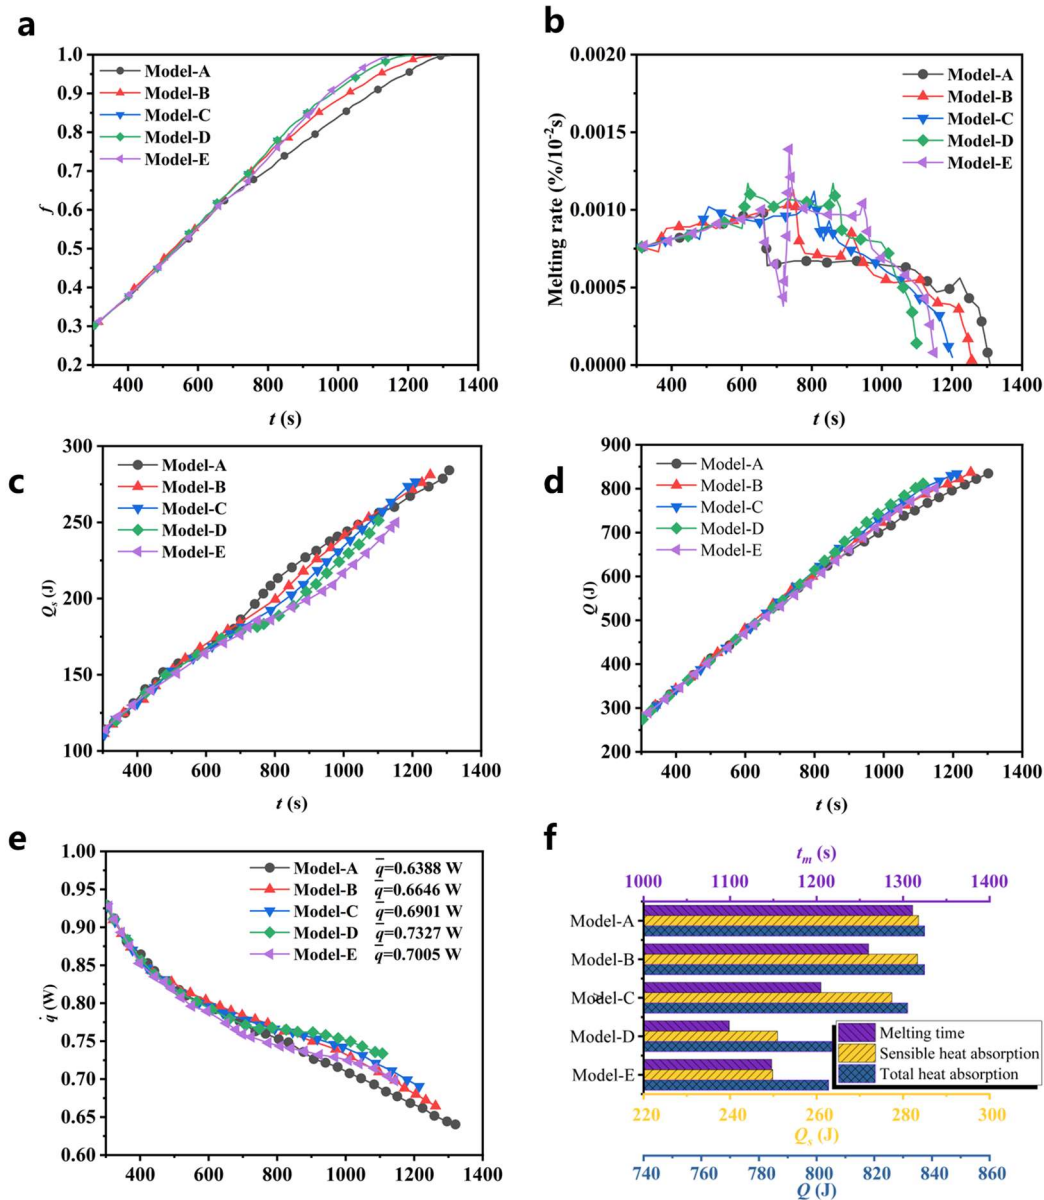 a
1.0
0.9
0.8
0.7
0.6
0.5
0.4
0.3
0.2
f
Model-A
Model-B
Model-C
Model-D
Model-E
400 600 800 1000 1200 1400
t (s)
b
0.0020
0.0015
0.0010
0.0005
0.0000
Melting rate (%/10⁻²s)
Model-A
Model-B
Model-C
Model-D
Model-E
400 600 800 1000 1200 1400
t (s)
c
300
250
200
150
100
Qs (J)
Model-A
Model-B
Model-C
Model-D
Model-E
400 600 800 1000 1200 1400
t (s)
d
900
800
700
600
500
400
300
200
Q (J)
Model-A
Model-B
Model-C
Model-D
Model-E
400 600 800 1000 1200 1400
t (s)
e
1.00
0.95
0.90
0.85
0.80
0.75
0.70
0.65
0.60
q̇ (W)
Model-A q̅=0.6388 W
Model-B q̅=0.6646 W
Model-C q̅=0.6901 W
Model-D q̅=0.7327 W
Model-E q̅=0.7005 W
400 600 800 1000 1200 1400
t (s)
f
tm (s)
1000 1100 1200 1300 1400
Model-A
Model-B
Model-C
Model-D
Model-E
Melting time
Sensible heat absorption
Total heat absorption
220 240 260 280 300
Qs (J)
740 760 780 800 820 840 860
Q (J)